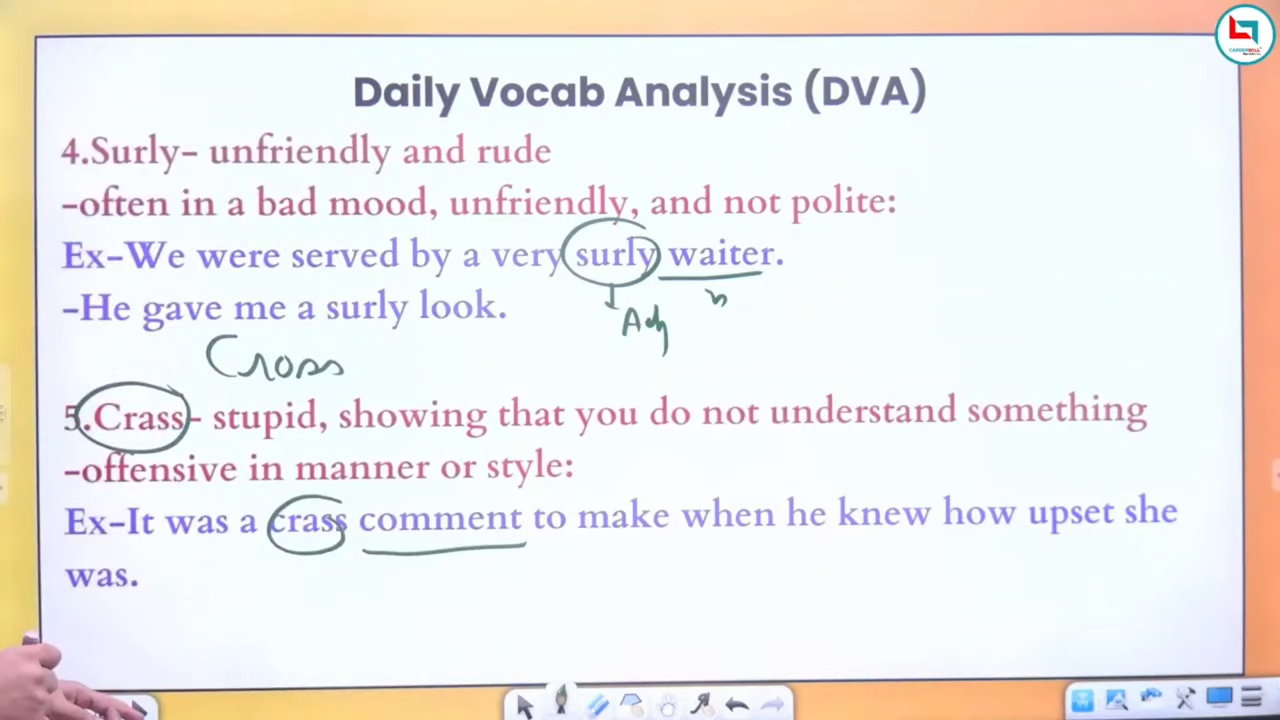 Daily Vocab Analysis (DVA)
4.Surly- unfriendly and rude
-often in a bad mood, unfriendly, and not polite:
Ex-We were served by a very surly waiter.
n
-He gave me a surly look.
Adj
Cross
5.Crass- stupid, showing that you do not understand something
-offensive in manner or style:
Ex-It was a crass comment to make when he knew how upset she
was.